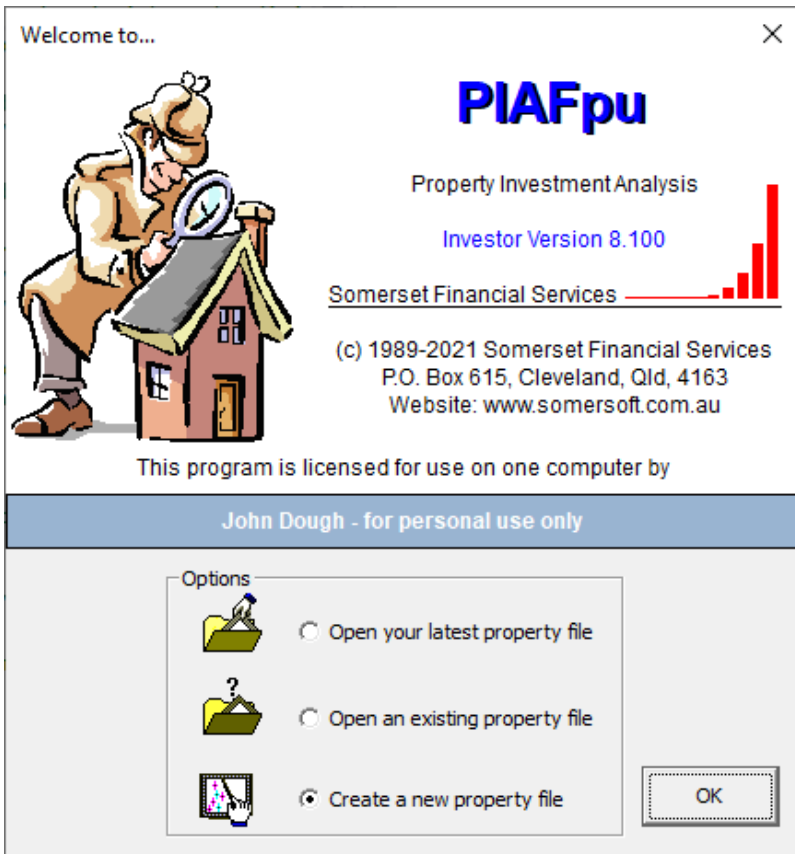 Welcome to...
PIAFpu
Property Investment Analysis
Investor Version 8.100
Somerset Financial Services
(c) 1989-2021 Somerset Financial Services
P.O. Box 615, Cleveland, Qld, 4163
Website: www.somersoft.com.au
This program is licensed for use on one computer by
John Dough - for personal use only
Options
Open your latest property file
?
Open an existing property file
Create a new property file
OK